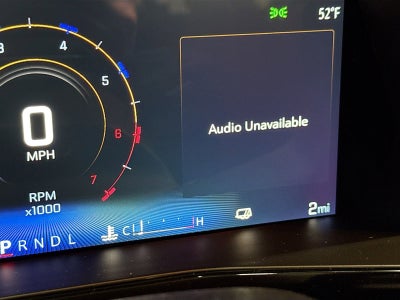 52°F
3
4
5
6
7
0
MPH
Audio Unavailable
RPM
x1000
2mi
C H
P R N D L